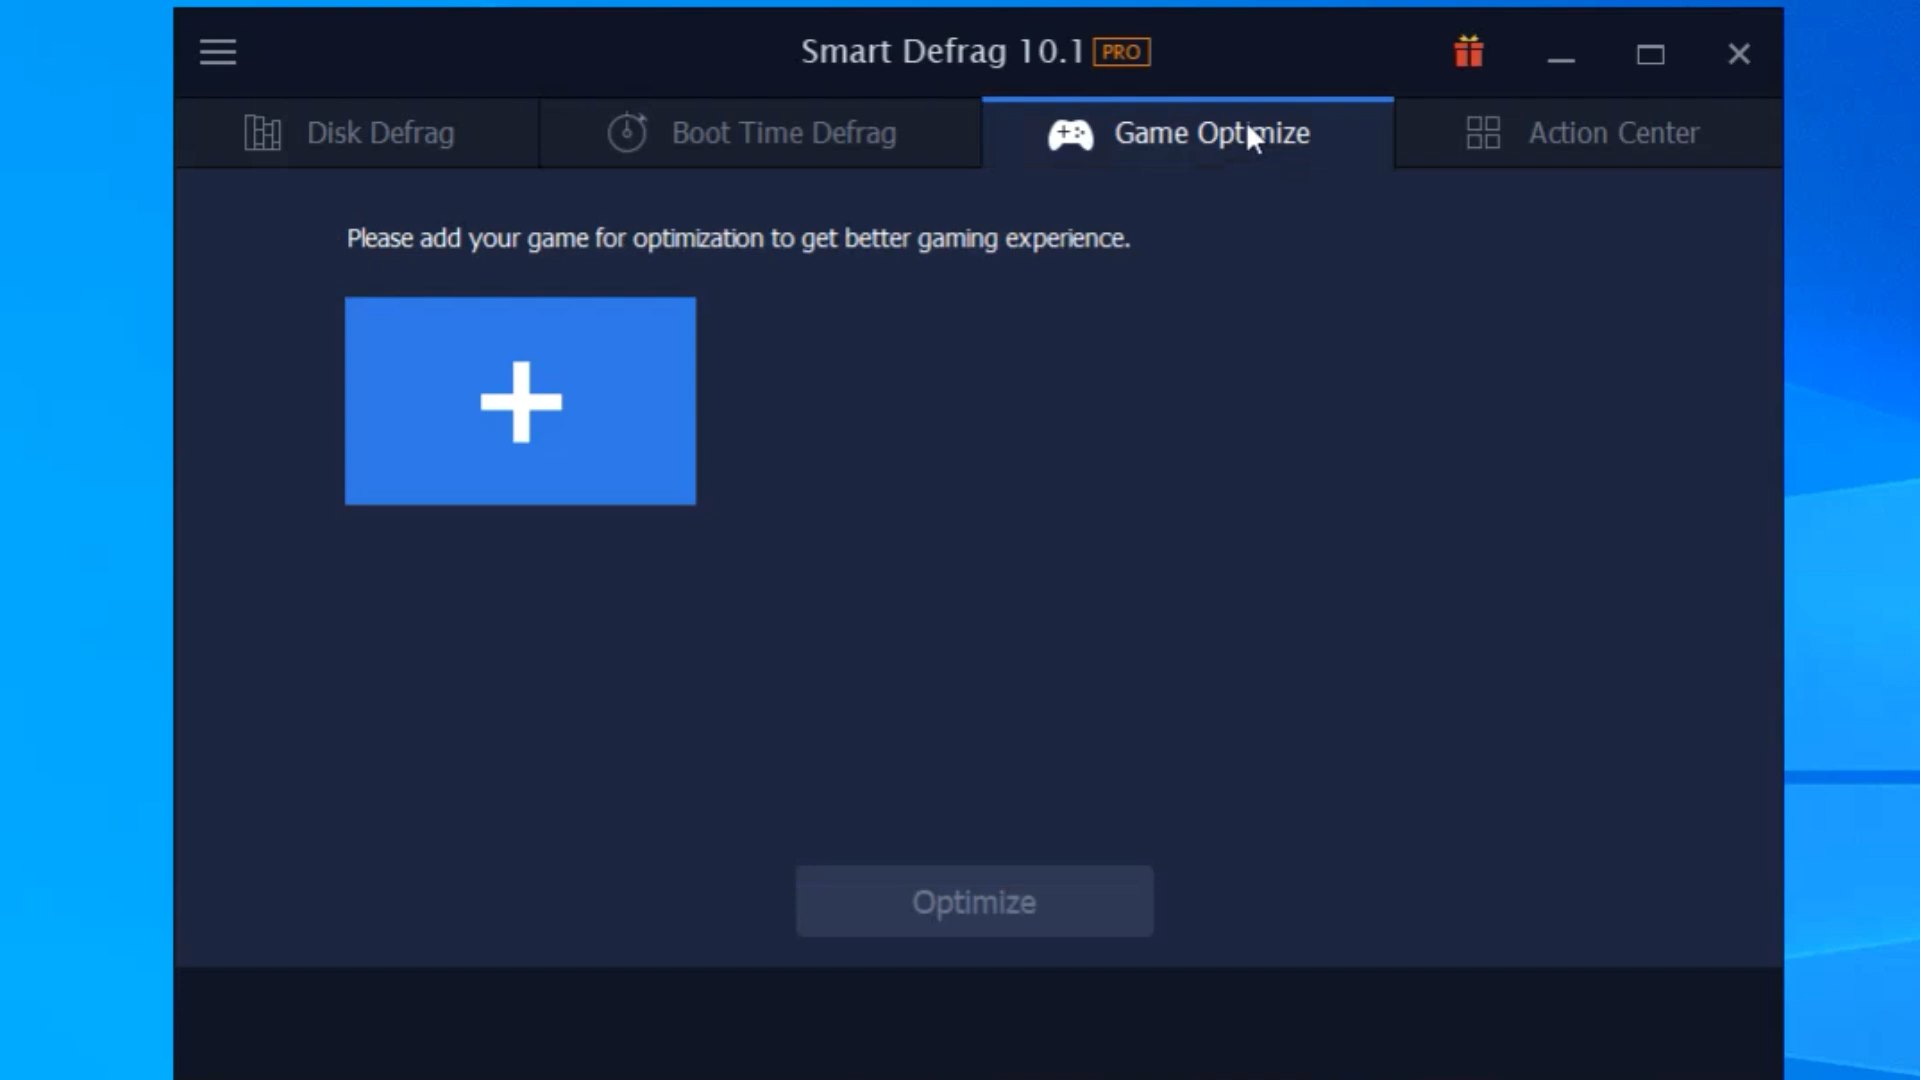 Smart Defrag 10.1 PRO
Disk Defrag
Boot Time Defrag
Game Optimize
Action Center
Please add your game for optimization to get better gaming experience.
Optimize